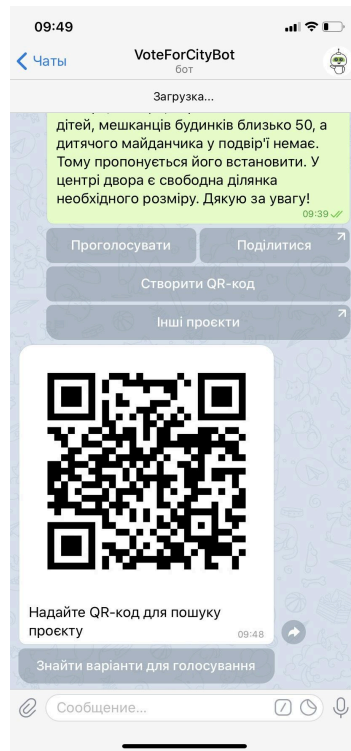 09:49
Чаты
VoteForCityBot
бот
Загрузка...
дітей, мешканців будинків близько 50, а
дитячого майданчика у подвір'ї немає.
Тому пропонується його встановити. У
центрі двора є свободна ділянка
необхідного розміру. Дякую за увагу!
09:39
Проголосувати
Поділитися
Створити QR-код
Інші проєкти
Надайте QR-код для пошуку
проєкту
09:48
Знайти варіанти для голосування
Сообщение...